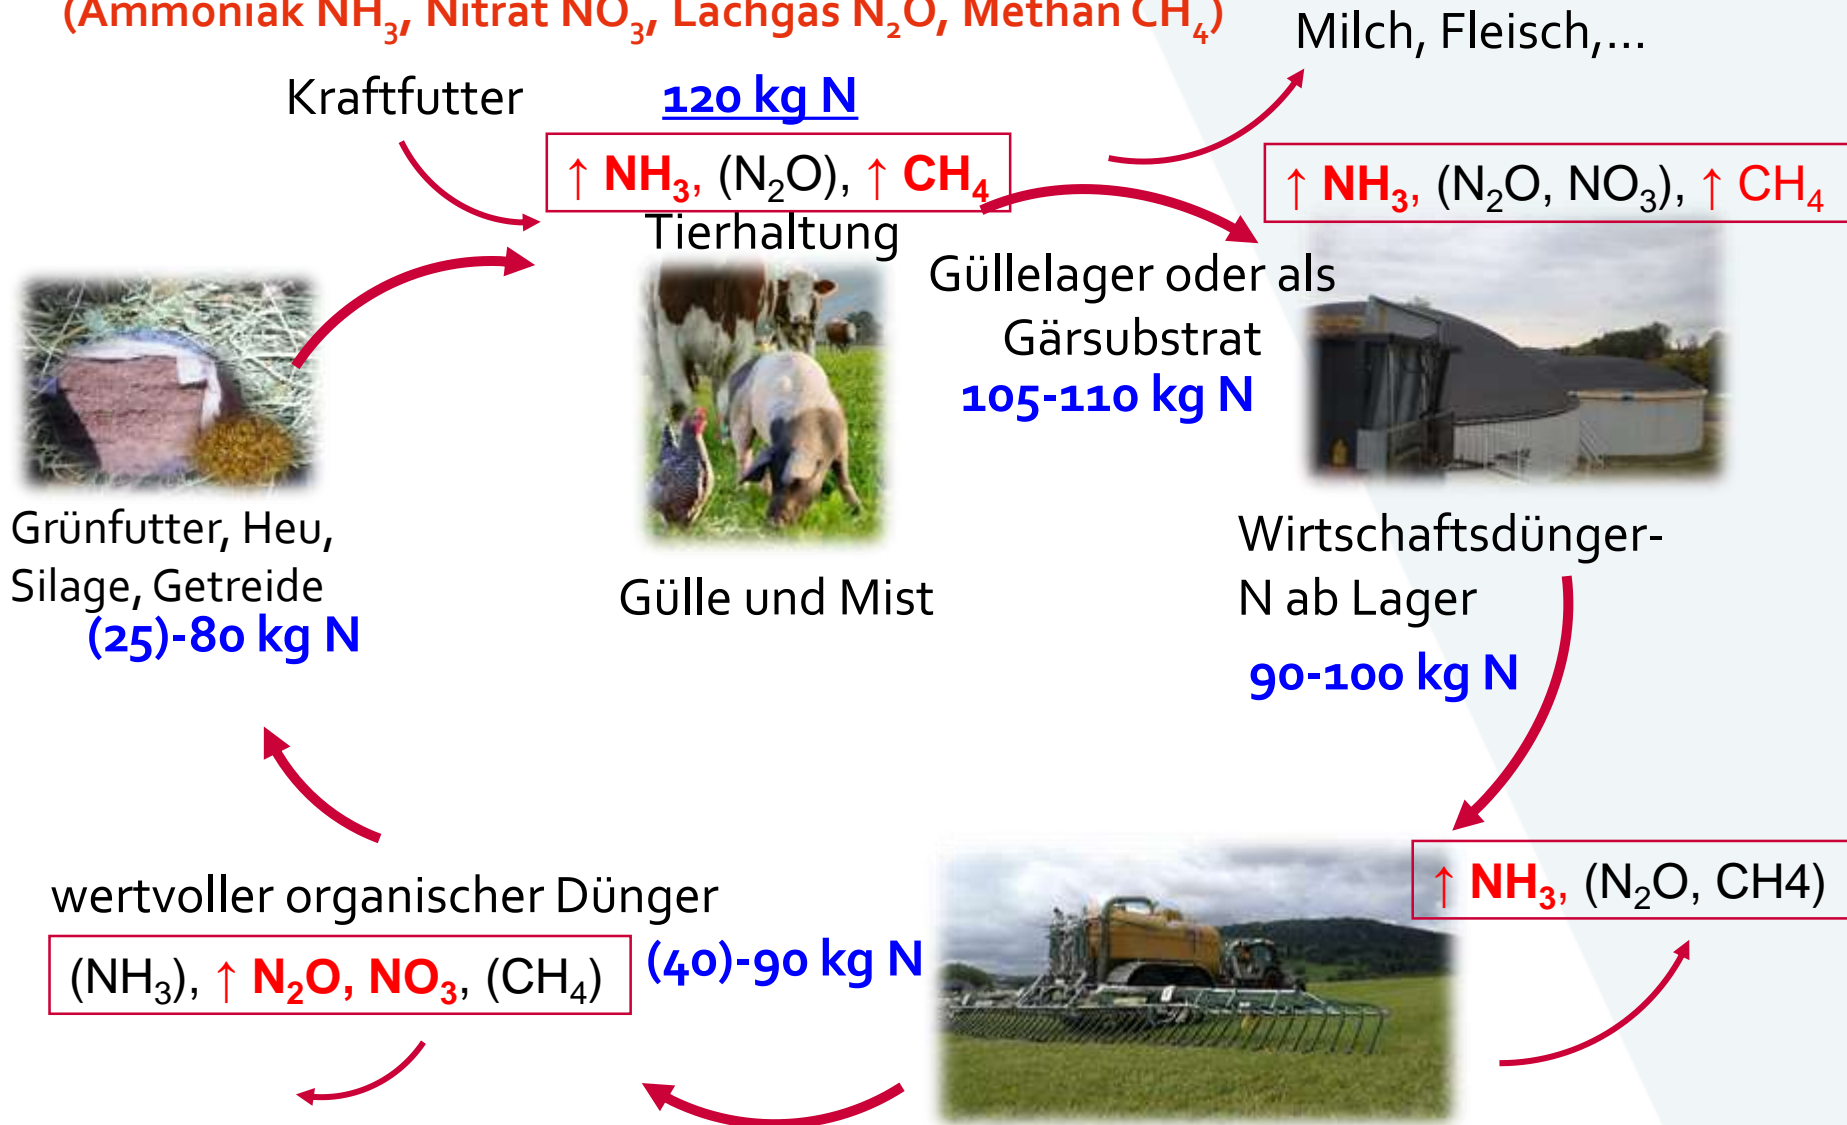 (Ammoniak NH₃, Nitrat NO₃, Lachgas N₂O, Methan CH₄)
Milch, Fleisch,...
Kraftfutter
120 kg N
↑ NH₃, (N₂O), ↑ CH₄
↑ NH₃, (N₂O, NO₃), ↑ CH₄
Tierhaltung
Güllelager oder als
Gärsubstrat
105-110 kg N
Grünfutter, Heu,
Silage, Getreide
(25)-80 kg N
Gülle und Mist
Wirtschaftsdünger-
N ab Lager
90-100 kg N
↑ NH₃, (N₂O, CH4)
wertvoller organischer Dünger
(40)-90 kg N
(NH₃), ↑ N₂O, NO₃, (CH₄)